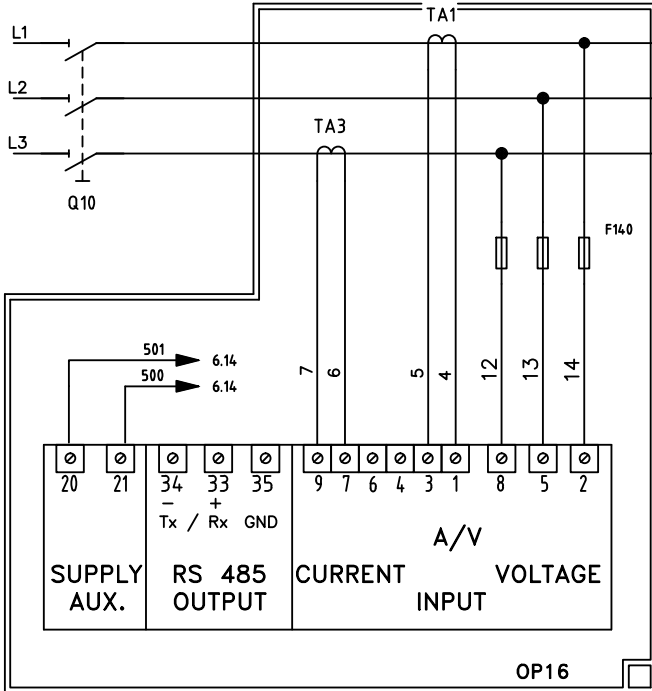 TA1
L1
L2
TA3
L3
Q10
F140
501 6.14
500 6.14
7 6 5 4 12 13 14
20 21 34 33 35 9 7 6 4 3 1 8 5 2
− +
Tx / Rx GND
A/V
SUPPLY RS 485 CURRENT VOLTAGE
AUX. OUTPUT INPUT
OP16